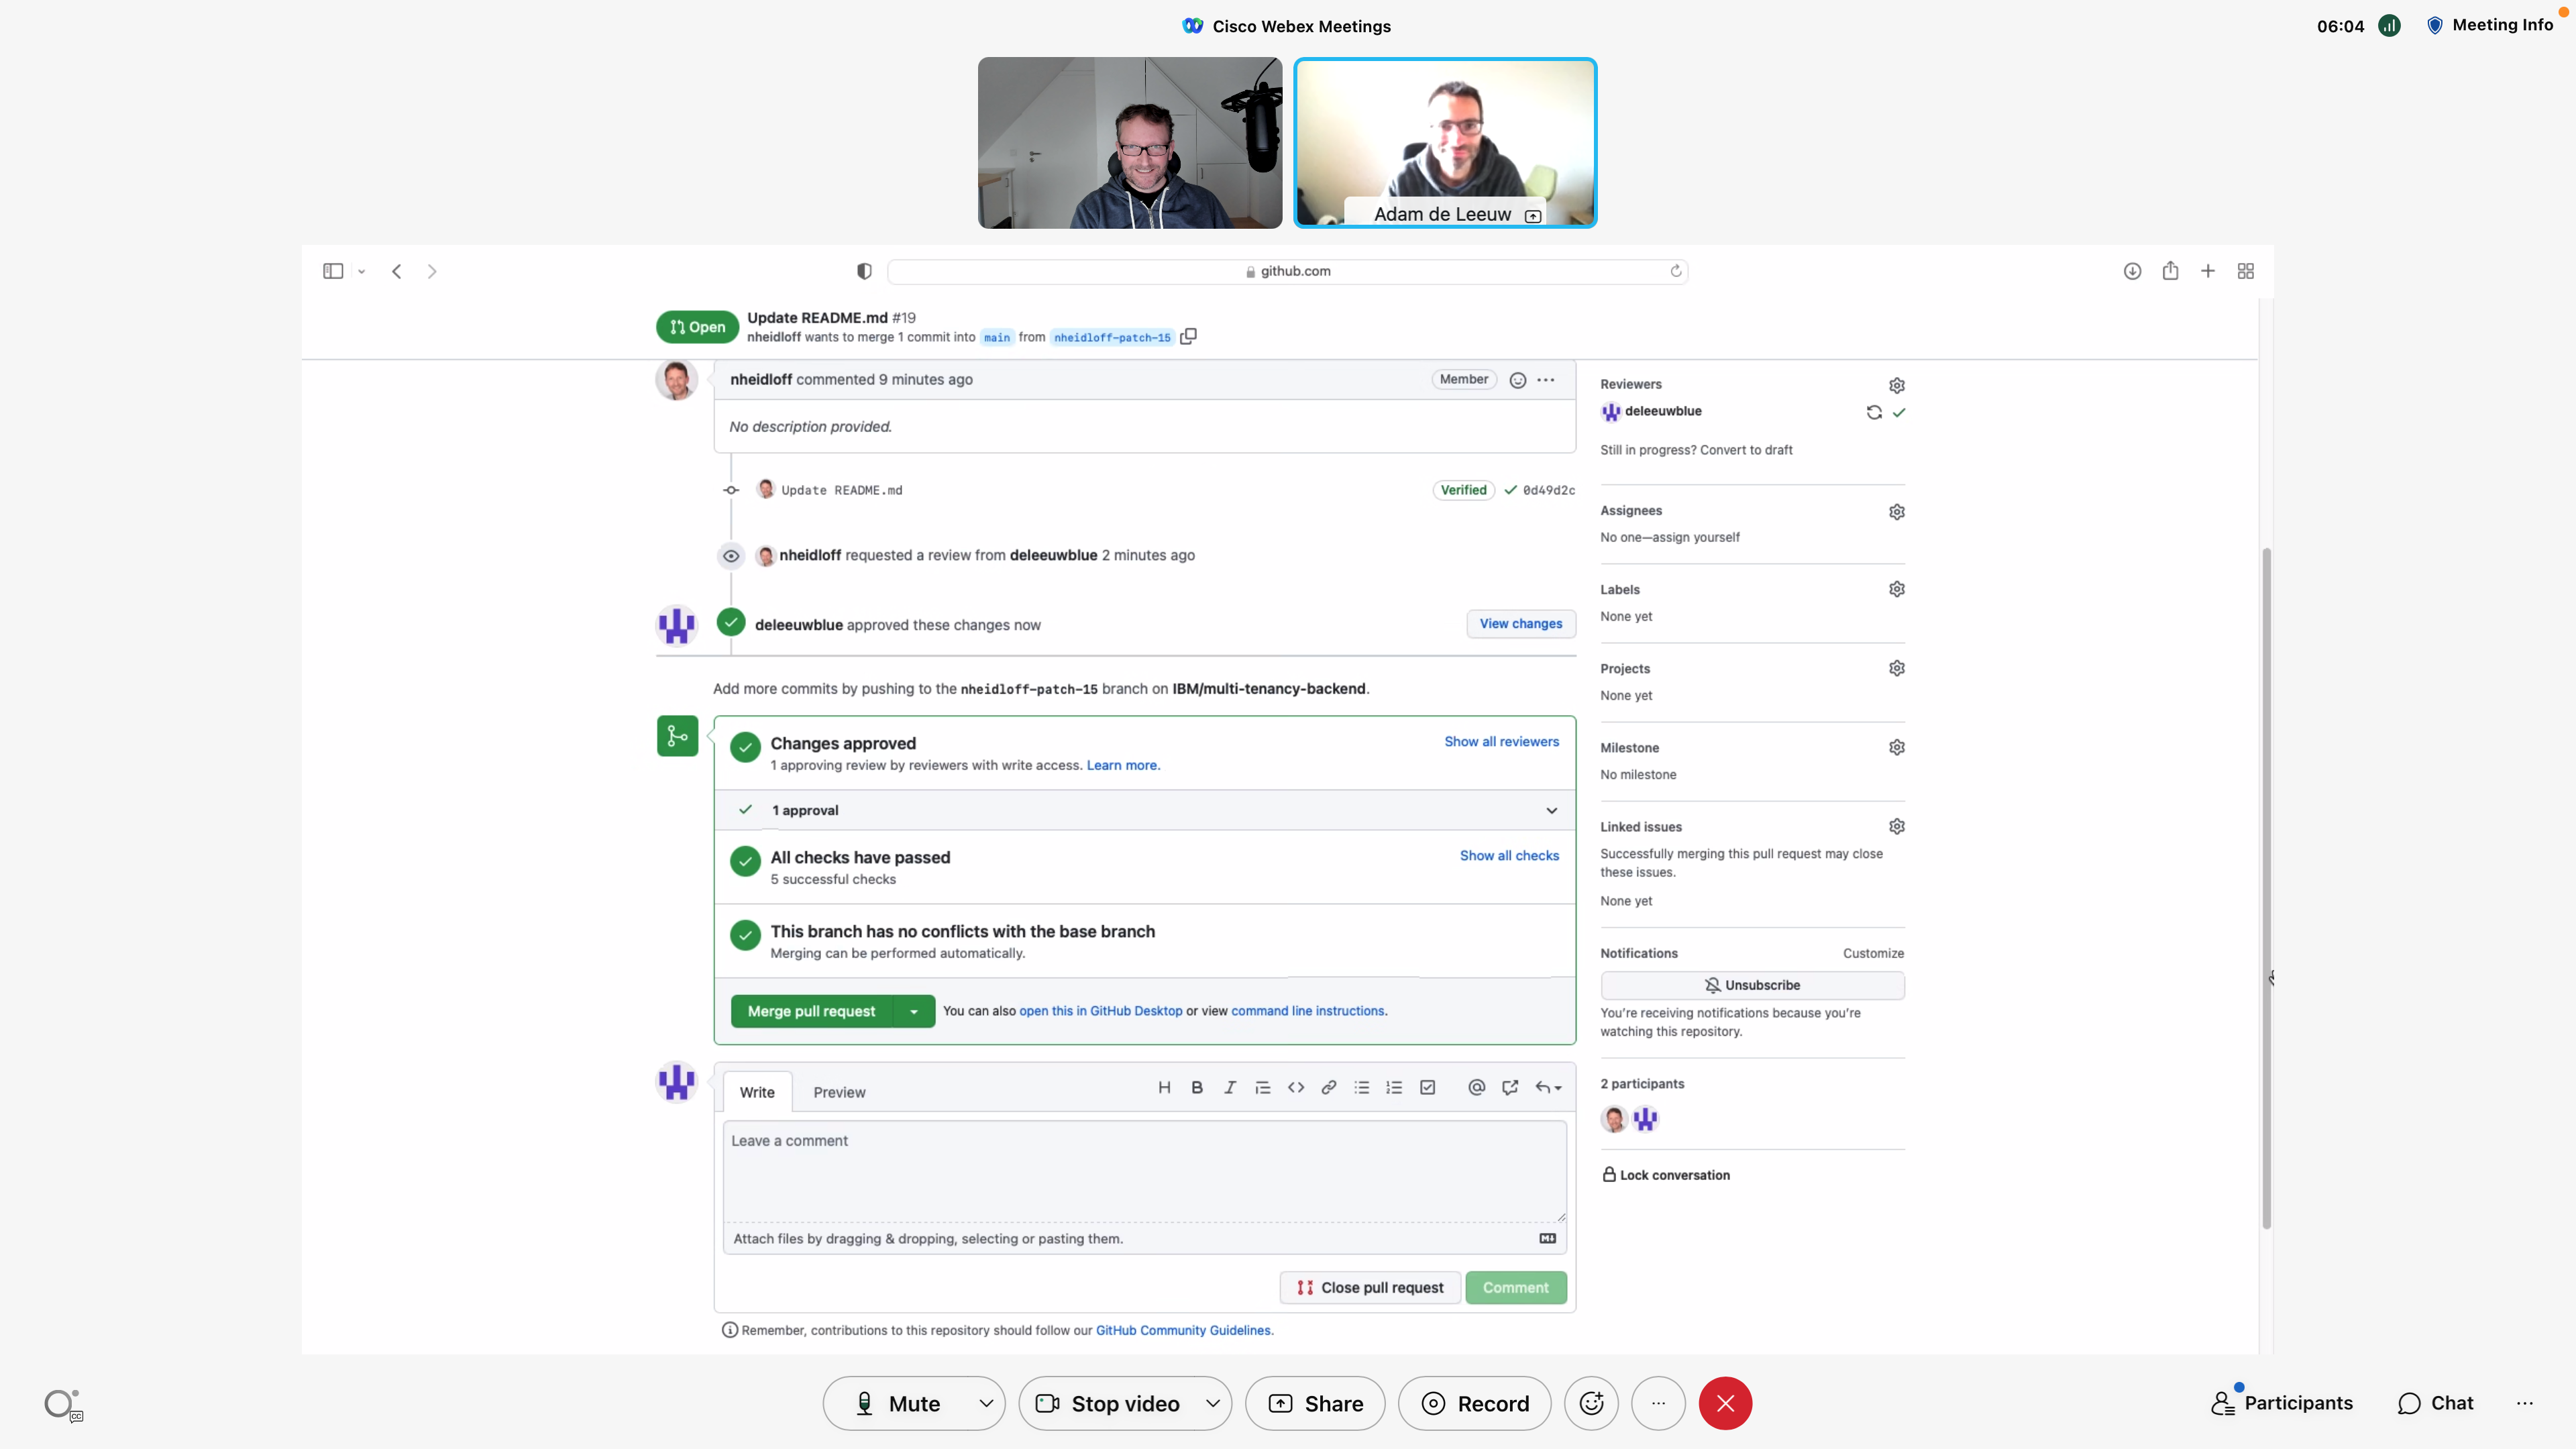 Cisco Webex Meetings
06:04
Meeting Info
Adam de Leeuw
github.com
Open
Update README.md #19
nheidloff wants to merge 1 commit into main from nheidloff-patch-15
nheidloff commented 9 minutes ago
Member
No description provided.
Update README.md
Verified
0d49d2c
nheidloff requested a review from deleeuwblue 2 minutes ago
deleeuwblue approved these changes now
View changes
Add more commits by pushing to the nheidloff-patch-15 branch on IBM/multi-tenancy-backend.
Changes approved
Show all reviewers
1 approving review by reviewers with write access. Learn more.
1 approval
All checks have passed
Show all checks
5 successful checks
This branch has no conflicts with the base branch
Merging can be performed automatically.
Merge pull request
You can also open this in GitHub Desktop or view command line instructions.
Write
Preview
H B I
Leave a comment
Attach files by dragging & dropping, selecting or pasting them.
Close pull request
Comment
Remember, contributions to this repository should follow our GitHub Community Guidelines.
Reviewers
deleeuwblue
Still in progress? Convert to draft
Assignees
No one—assign yourself
Labels
None yet
Projects
None yet
Milestone
No milestone
Linked issues
Successfully merging this pull request may close
these issues.
None yet
Notifications
Customize
Unsubscribe
You're receiving notifications because you're
watching this repository.
2 participants
Lock conversation
CC
Mute
Stop video
Share
Record
Participants
Chat